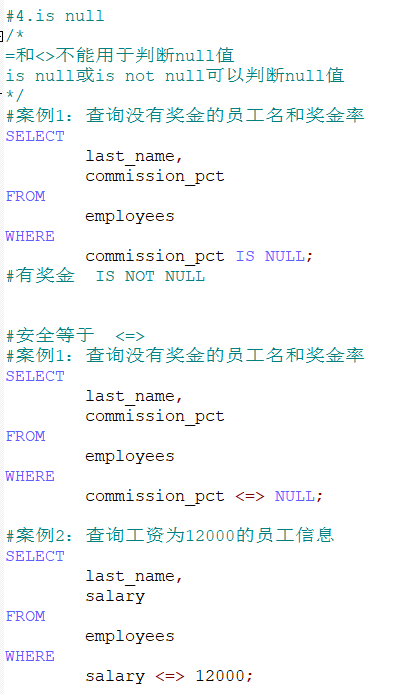 #4.is null
/*
=和<>不能用于判断null值
is null或is not null可以判断null值
*/
#案例1：查询没有奖金的员工名和奖金率
SELECT
last_name,
commission_pct
FROM
employees
WHERE
commission_pct IS NULL;
#有奖金 IS NOT NULL
#安全等于 <=>
#案例1：查询没有奖金的员工名和奖金率
SELECT
last_name,
commission_pct
FROM
employees
WHERE
commission_pct <=> NULL;
#案例2：查询工资为12000的员工信息
SELECT
last_name,
salary
FROM
employees
WHERE
salary <=> 12000;